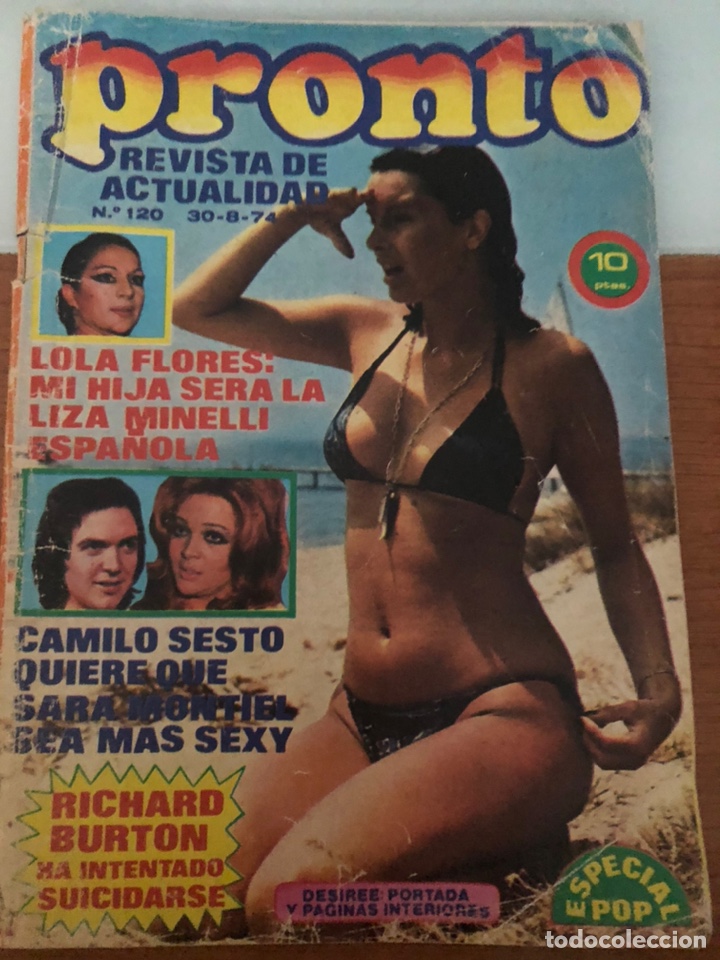 pronto
REVISTA DE
ACTUALIDAD
N.º 120 30-8-74
10
ptas.
LOLA FLORES:
MI HIJA SERA LA
LIZA MINELLI
ESPAÑOLA
CAMILO SESTO
QUIERE QUE
SARA MONTIEL
SEA MAS SEXY
RICHARD
BURTON
HA INTENTADO
SUICIDARSE
DESIREE: PORTADA
Y PAGINAS INTERIORES
ESPECIAL
POP
todocoleccion